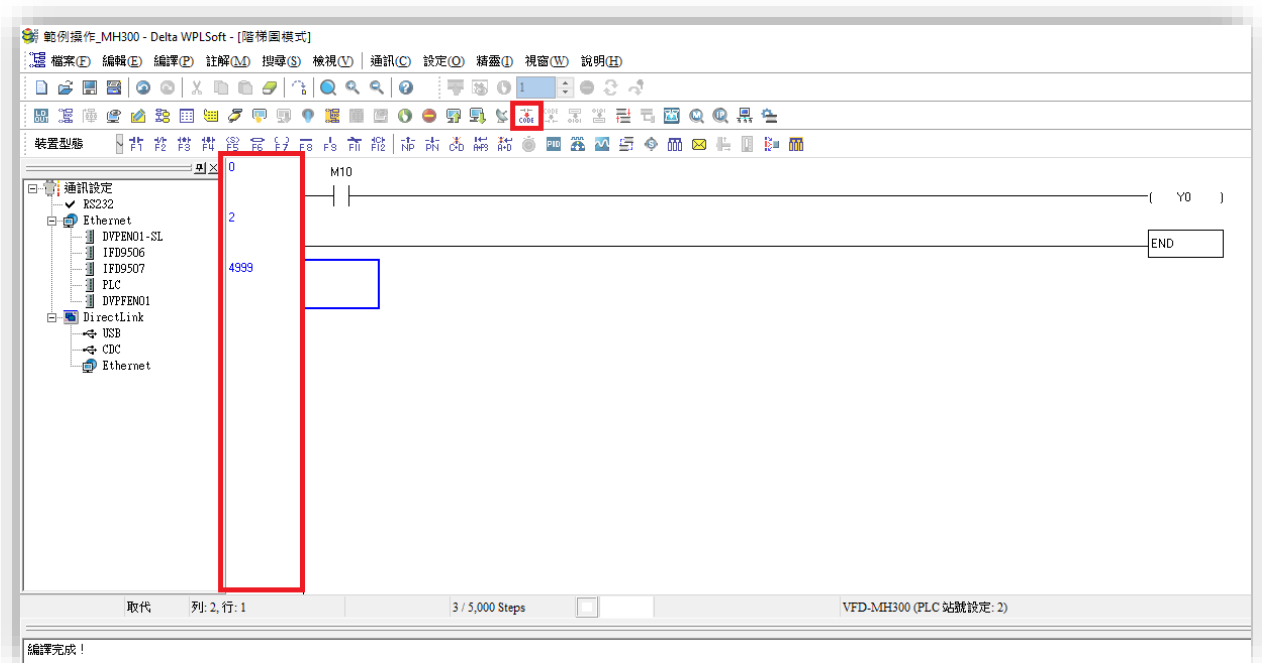 範例操作_MH300 - Delta WPLSoft - [階梯圖模式]
檔案(F) 編輯(E) 編譯(P) 註解(M) 搜尋(S) 檢視(V) 通訊(C) 設定(O) 精靈(I) 視窗(W) 說明(H)
1
CODE
裝置型態 F1 F2 F3 F4 F5 F6 F7 F8 F9 F11 F12 NP PN PID
0
M10
Y0
通訊設定
RS232
Ethernet
2
DVPEN01-SL
END
IFD9506
IFD9507
4999
PLC
DVPFEN01
DirectLink
USB
CDC
Ethernet
取代 列: 2, 行: 1 3 / 5,000 Steps VFD-MH300 (PLC 站號設定: 2)
編譯完成！